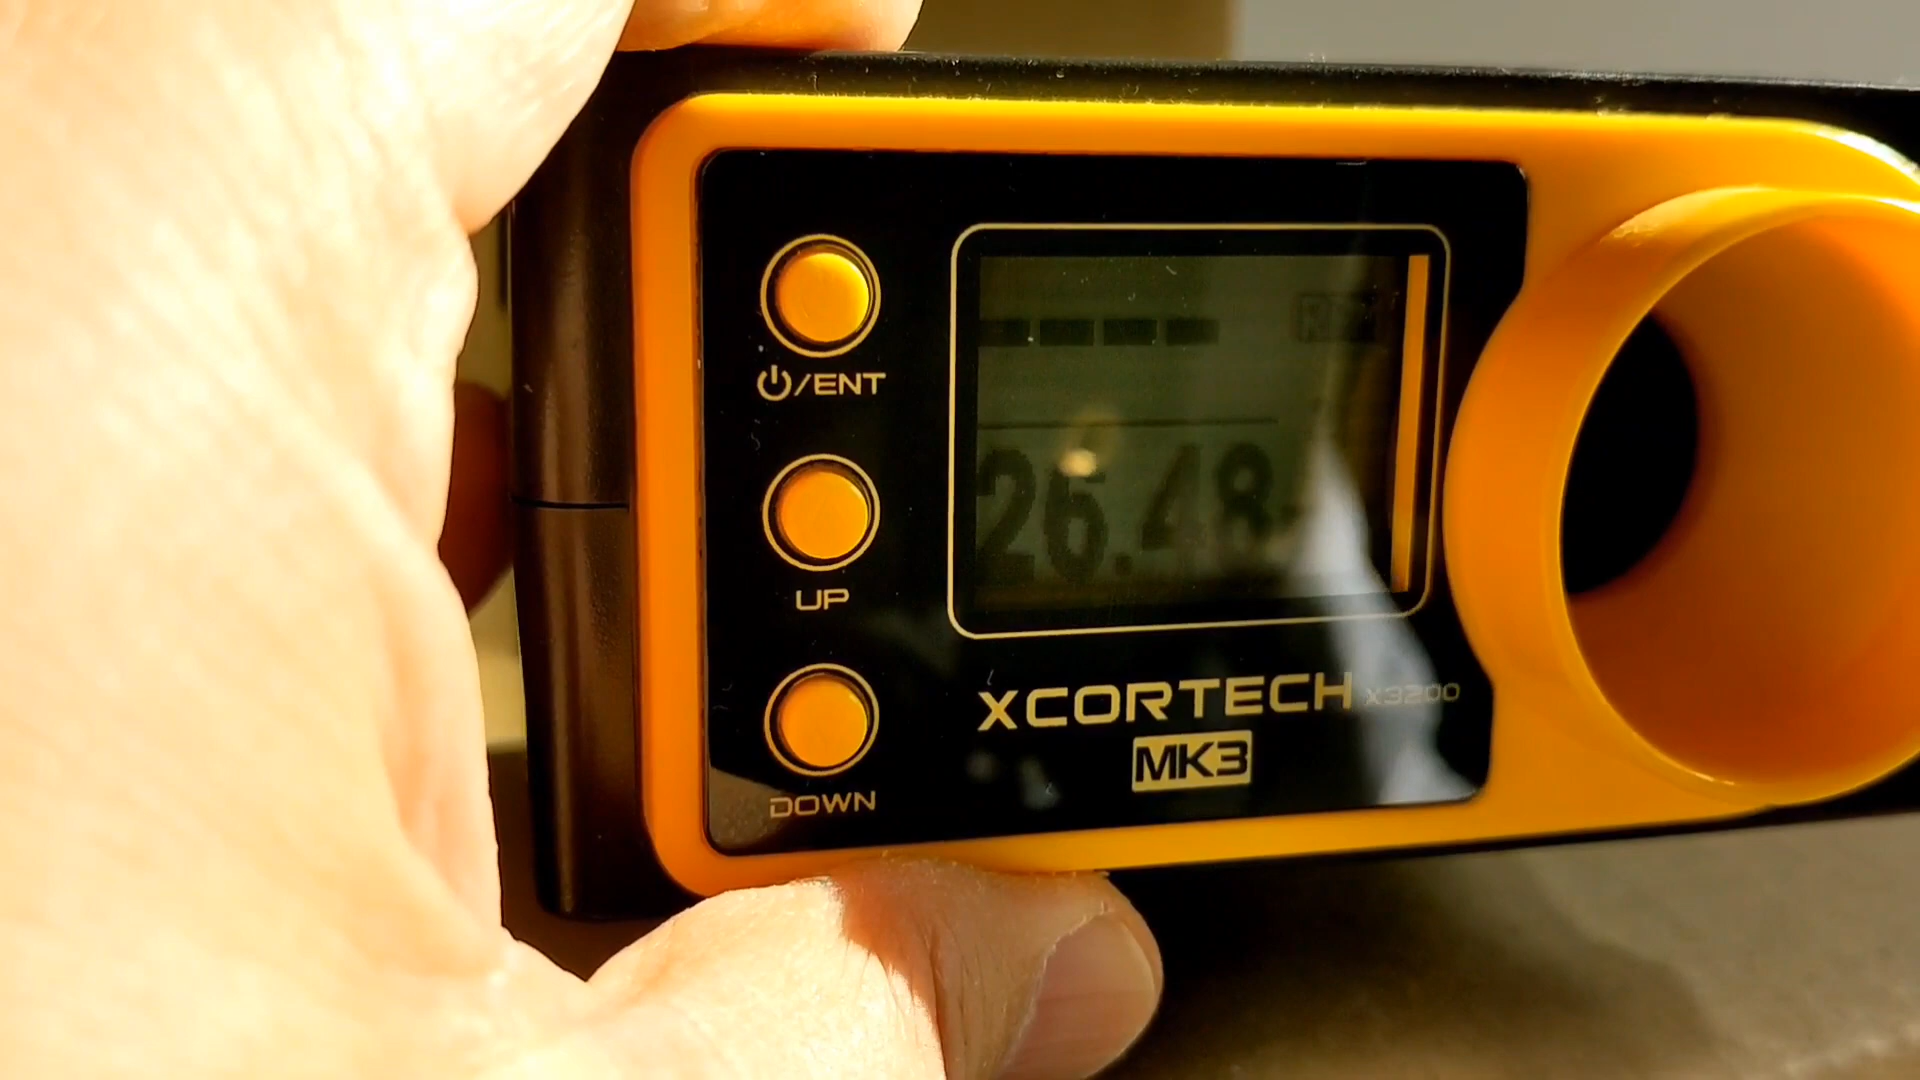 ⏻/ENT
UP
DOWN
26.48
XCORTECH X3200
MK3